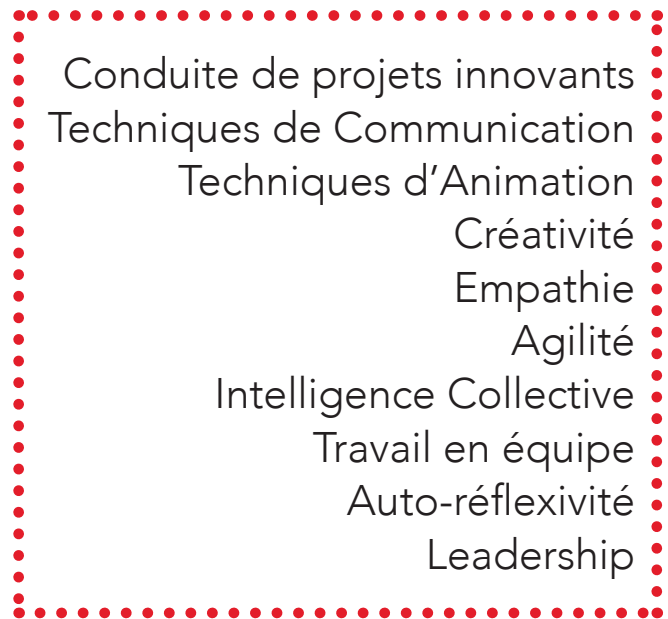 Conduite de projets innovants
Techniques de Communication
Techniques d’Animation
Créativité
Empathie
Agilité
Intelligence Collective
Travail en équipe
Auto-réflexivité
Leadership